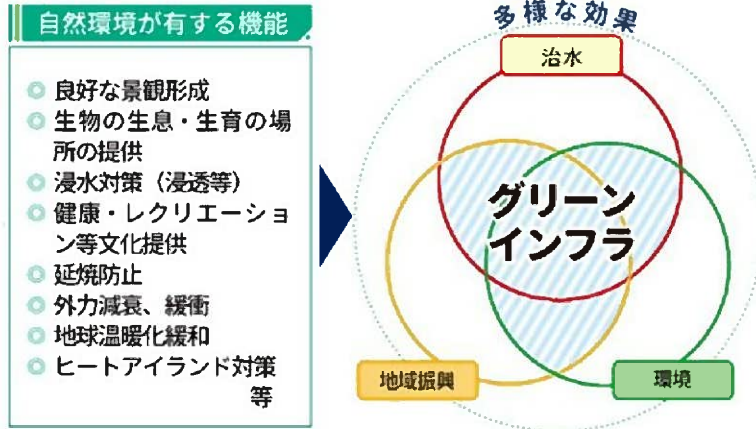 自然環境が有する機能
◎ 良好な景観形成
◎ 生物の生息・生育の場
所の提供
◎ 浸水対策（浸透等）
◎ 健康・レクリエーショ
ン等文化提供
◎ 延焼防止
◎ 外力減衰、緩衝
◎ 地球温暖化緩和
◎ ヒートアイランド対策
等
多様な効果
治水
グリーン
インフラ
地域振興
環境